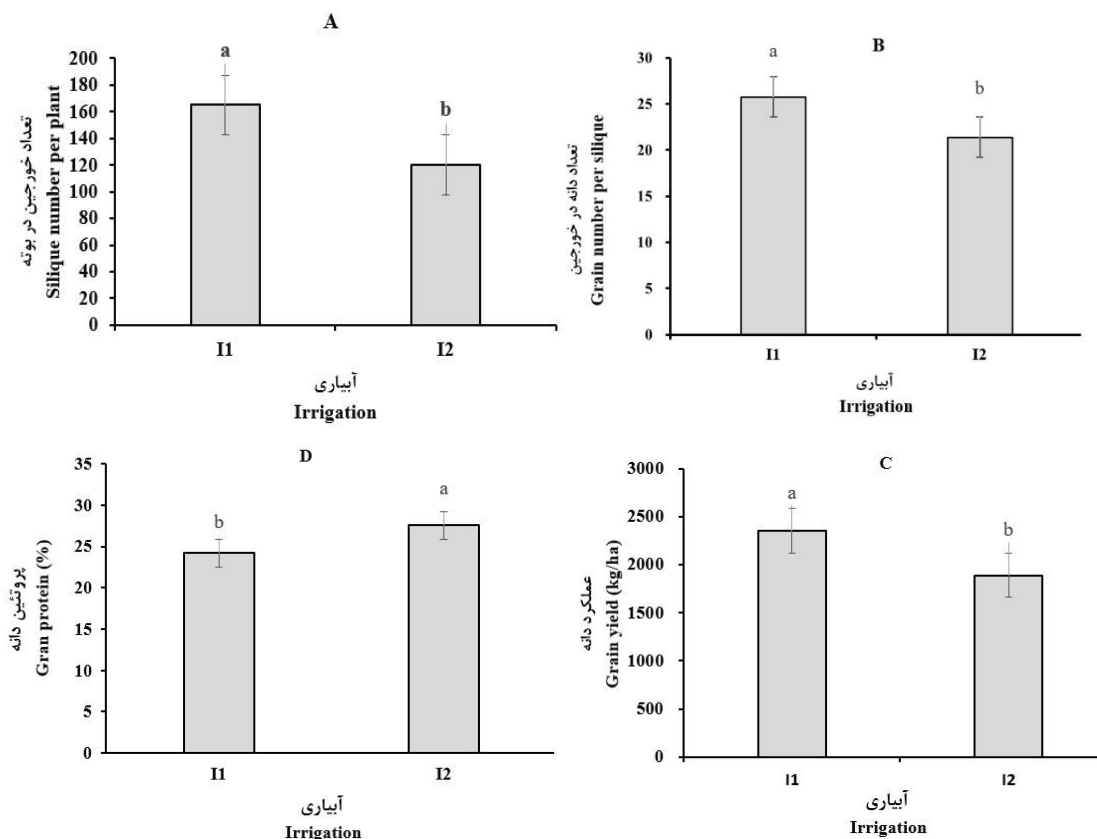 A
تعداد خورجین در بوته
Silique number per plant
200
180
160
140
120
100
80
60
40
20
0
a
b
I1
I2
آبیاری
Irrigation
B
تعداد دانه در خورجین
Grain number per silique
30
25
20
15
10
5
0
a
b
I1
I2
آبیاری
Irrigation
D
پروتئین دانه
Gran protein (%)
35
30
25
20
15
10
5
0
b
a
I1
I2
آبیاری
Irrigation
C
عملکرد دانه
Grain yield (kg/ha)
3000
2500
2000
1500
1000
500
0
a
b
I1
I2
آبیاری
Irrigation